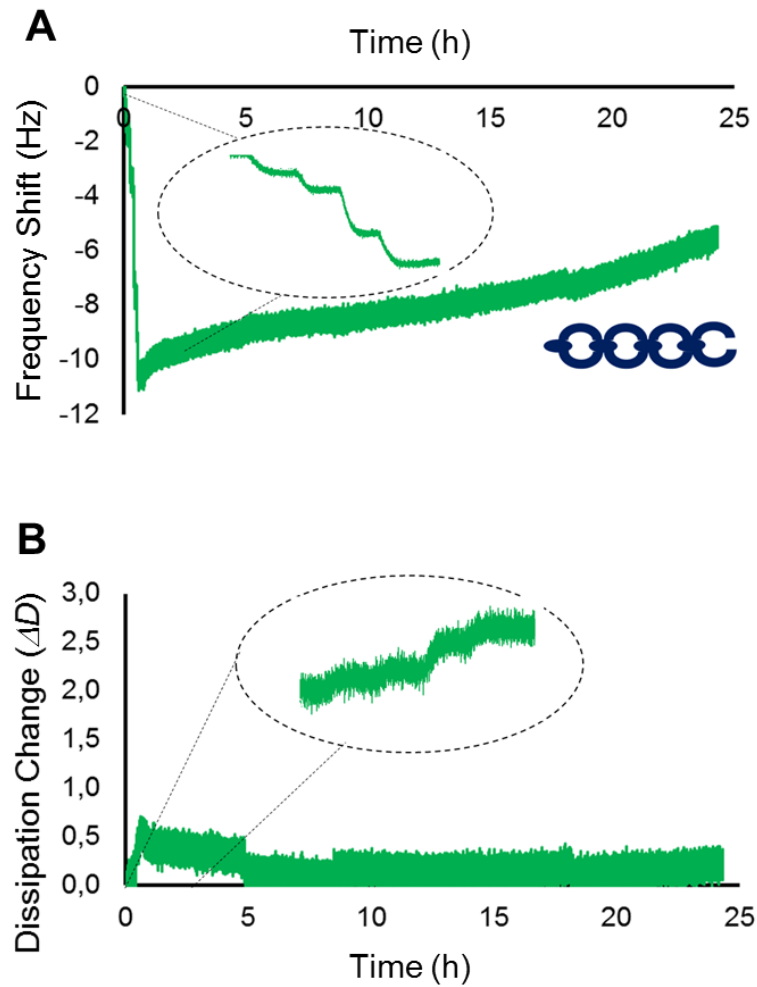 A
Time (h)
0 5 10 15 20 25
Frequency Shift (Hz)
0
-2
-4
-6
-8
-10
-12
B
Dissipation Change (ΔD)
3,0
2,5
2,0
1,5
1,0
0,5
0,0
0 5 10 15 20 25
Time (h)